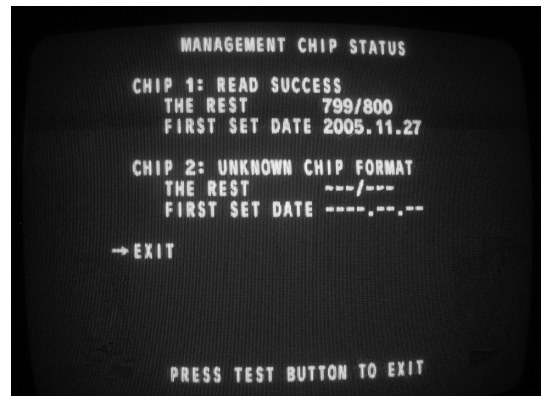 MANAGEMENT CHIP STATUS
CHIP 1: READ SUCCESS
THE REST 799/800
FIRST SET DATE 2005.11.27
CHIP 2: UNKNOWN CHIP FORMAT
THE REST ---/---
FIRST SET DATE ----.--.--
→EXIT
PRESS TEST BUTTON TO EXIT